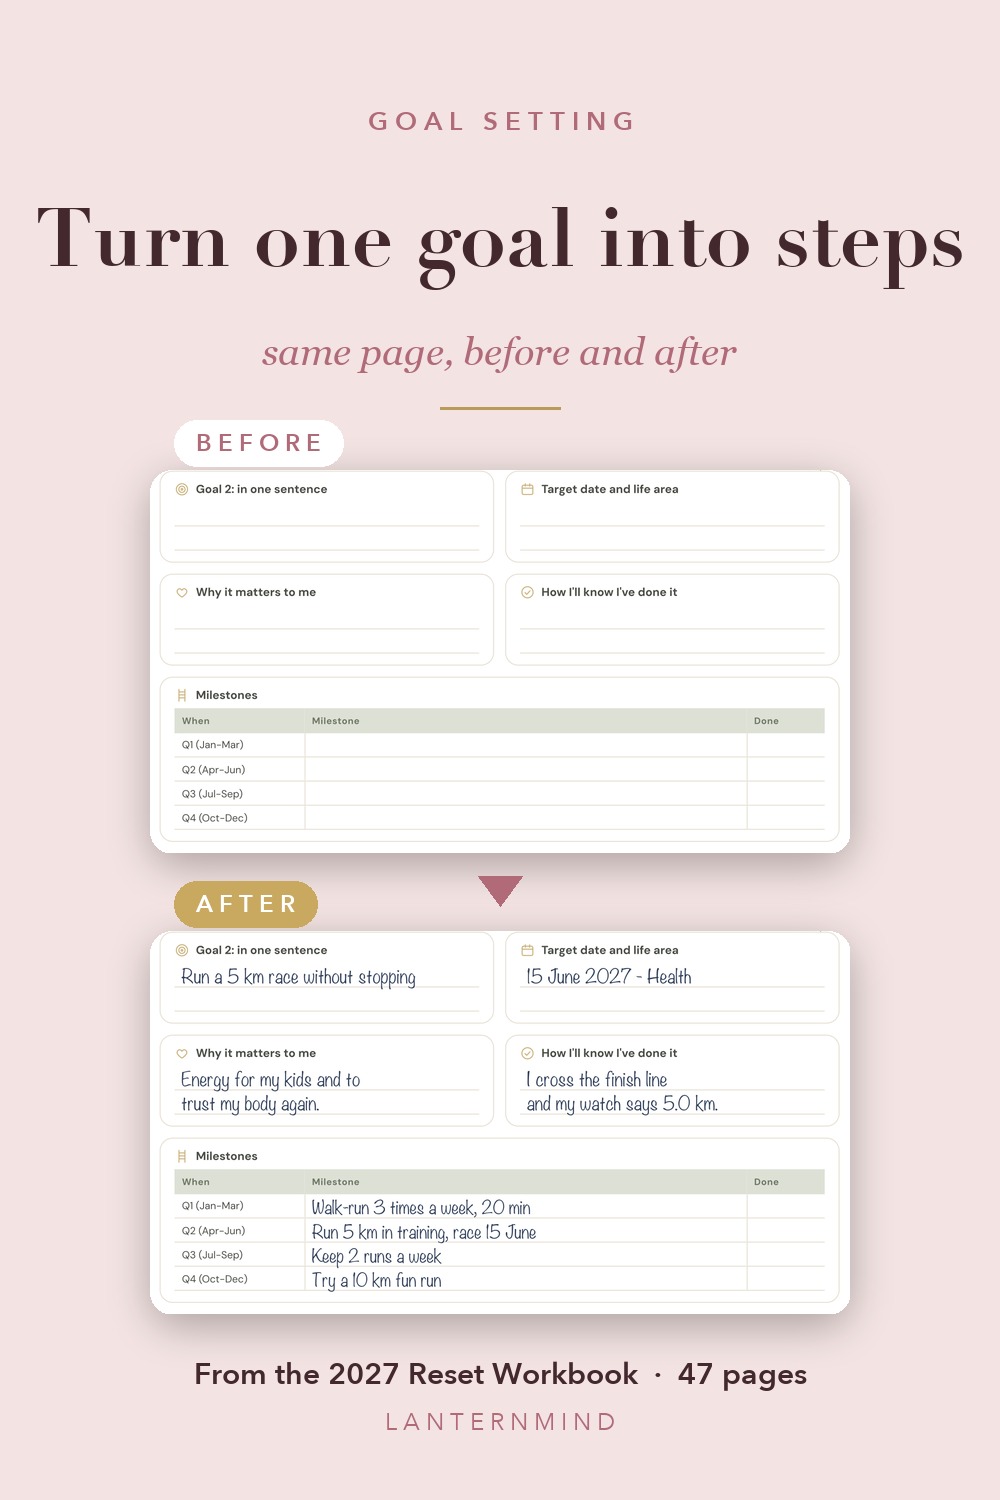 GOAL SETTING
Turn one goal into steps
same page, before and after
BEFORE
Goal 2: in one sentence
Target date and life area
Why it matters to me
How I'll know I've done it
Milestones
When Milestone Done
Q1 (Jan-Mar)
Q2 (Apr-Jun)
Q3 (Jul-Sep)
Q4 (Oct-Dec)
AFTER
Goal 2: in one sentence
Run a 5 km race without stopping
Target date and life area
15 June 2027 - Health
Why it matters to me
Energy for my kids and to
trust my body again.
How I'll know I've done it
I cross the finish line
and my watch says 5.0 km.
Milestones
When Milestone Done
Q1 (Jan-Mar) Walk-run 3 times a week, 20 min
Q2 (Apr-Jun) Run 5 km in training, race 15 June
Q3 (Jul-Sep) Keep 2 runs a week
Q4 (Oct-Dec) Try a 10 km fun run
From the 2027 Reset Workbook · 47 pages
LANTERNMIND